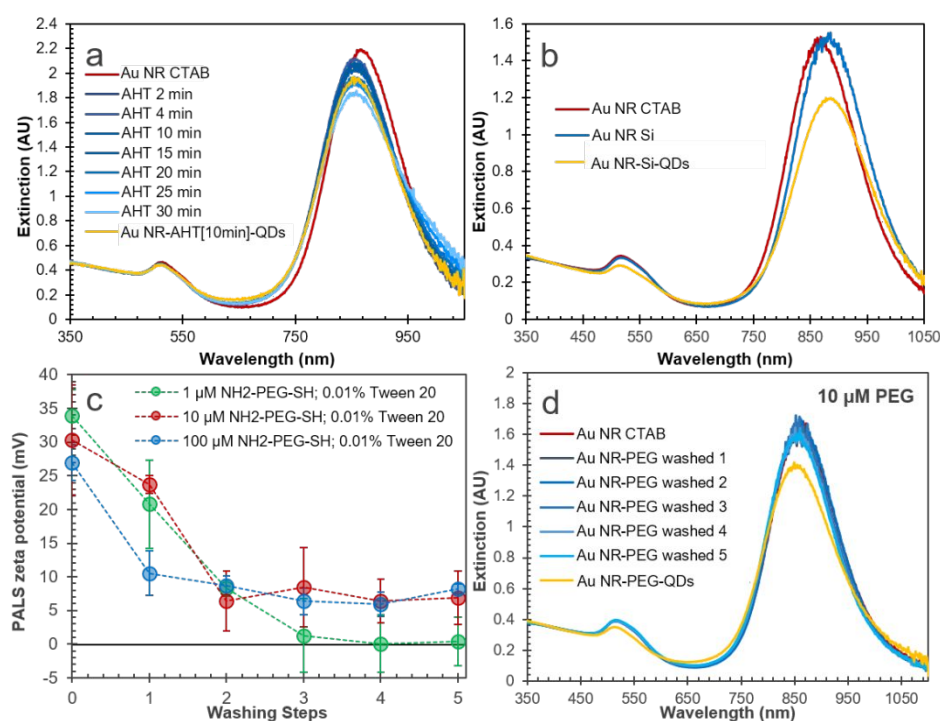 a
Extinction (AU)
2.4
2.2
2
1.8
1.6
1.4
1.2
1
0.8
0.6
0.4
0.2
0
Au NR CTAB
AHT 2 min
AHT 4 min
AHT 10 min
AHT 15 min
AHT 20 min
AHT 25 min
AHT 30 min
Au NR-AHT[10min]-QDs
350 550 750 950
Wavelength (nm)
b
Extinction (AU)
1.6
1.4
1.2
1
0.8
0.6
0.4
0.2
0
Au NR CTAB
Au NR Si
Au NR-Si-QDs
350 450 550 650 750 850 950 1050
Wavelength (nm)
c
PALS zeta potential (mV)
40
35
30
25
20
15
10
5
0
-5
1 µM NH2-PEG-SH; 0.01% Tween 20
10 µM NH2-PEG-SH; 0.01% Tween 20
100 µM NH2-PEG-SH; 0.01% Tween 20
0 1 2 3 4 5
Washing Steps
d
10 µM PEG
Extinction (AU)
2
1.8
1.6
1.4
1.2
1
0.8
0.6
0.4
0.2
0
Au NR CTAB
Au NR-PEG washed 1
Au NR-PEG washed 2
Au NR-PEG washed 3
Au NR-PEG washed 4
Au NR-PEG washed 5
Au NR-PEG-QDs
350 450 550 650 750 850 950 1050
Wavelength (nm)